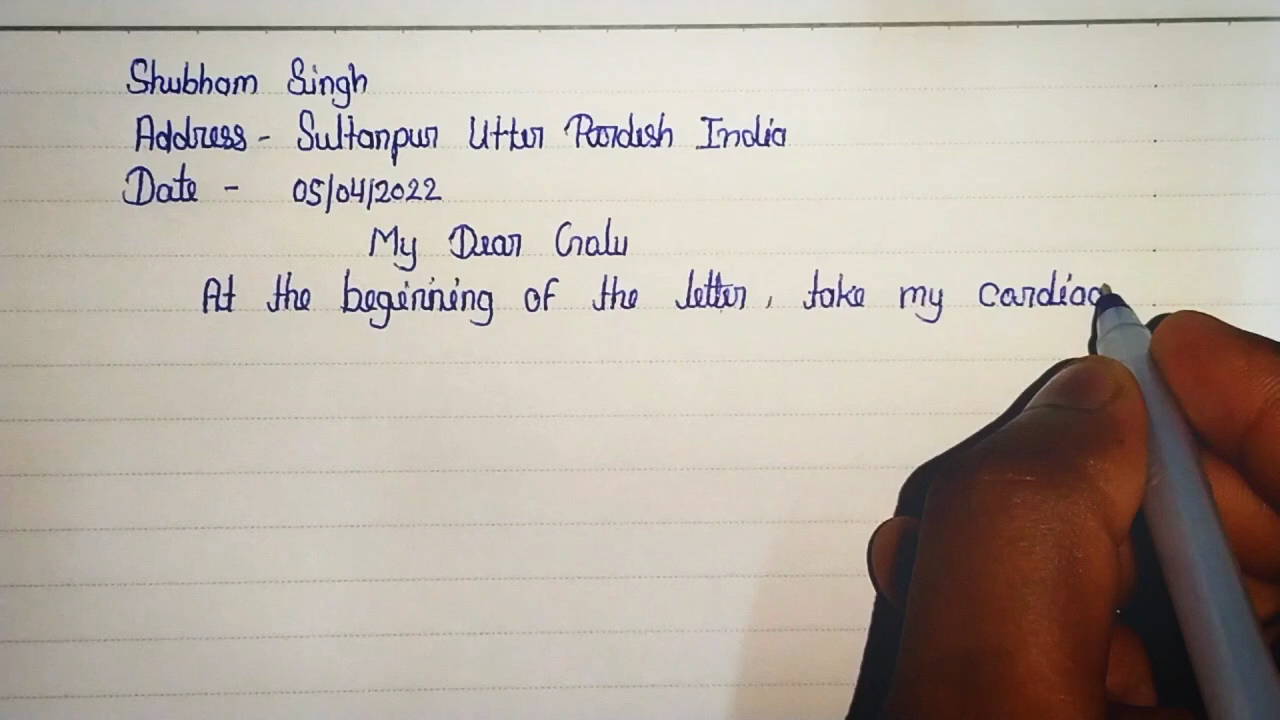 Shubham Singh
Address - Sultanpur Utter Pardesh India
Date - 05/04/2022
My Dear Galu
At the beginning of the letter, take my cardiac